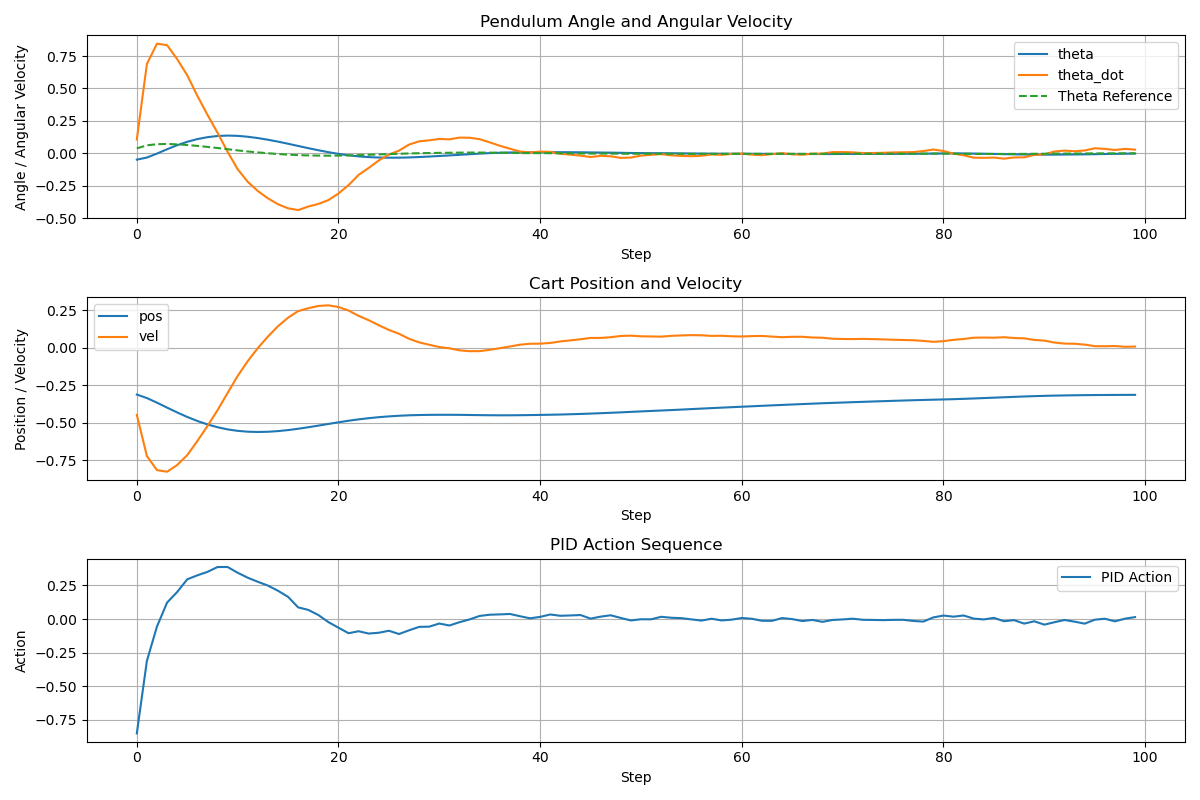 Pendulum Angle and Angular Velocity
Angle / Angular Velocity
0.75
0.50
0.25
0.00
−0.25
−0.50
theta
theta_dot
Theta Reference
0 20 40 60 80 100
Step
Cart Position and Velocity
Position / Velocity
0.25
0.00
−0.25
−0.50
−0.75
pos
vel
0 20 40 60 80 100
Step
PID Action Sequence
Action
0.25
0.00
−0.25
−0.50
−0.75
PID Action
0 20 40 60 80 100
Step